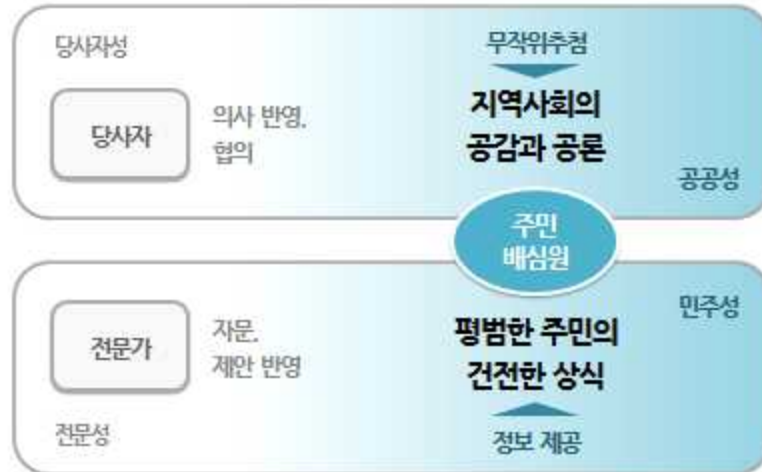 당사자성
당사자
의사 반영,
협의
무작위추첨
지역사회의
공감과 공론
공공성
주민
배심원
민주성
전문가
자문,
제안 반영
평범한 주민의
건전한 상식
전문성
정보 제공